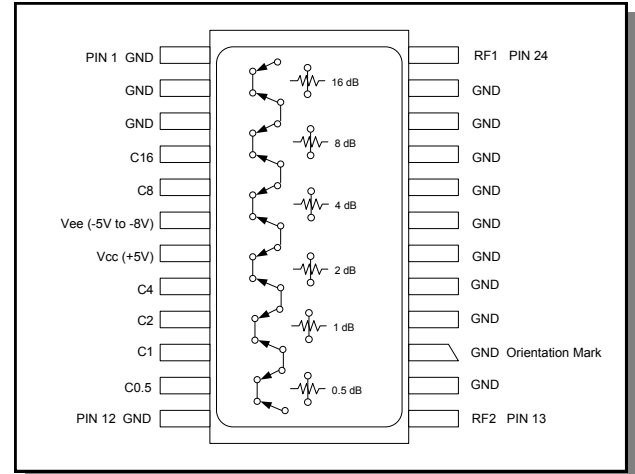 PIN 1 GND
GND
GND
C16
C8
Vee (-5V to -8V)
Vcc (+5V)
C4
C2
C1
C0.5
PIN 12 GND
16 dB
8 dB
4 dB
2 dB
1 dB
0.5 dB
RF1 PIN 24
GND
GND
GND
GND
GND
GND
GND
GND
GND Orientation Mark
GND
RF2 PIN 13